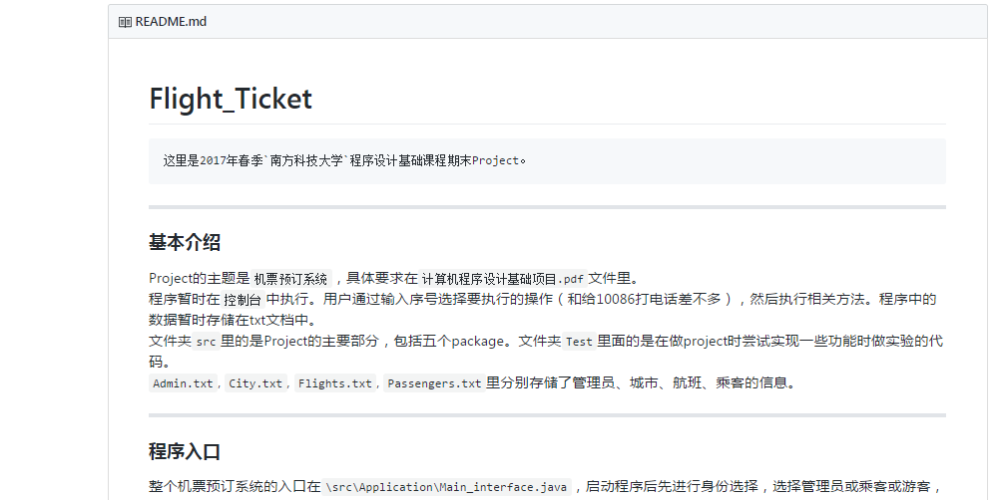 README.md
Flight_Ticket
这里是2017年春季`南方科技大学`程序设计基础课程期末Project。
基本介绍
Project的主题是 机票预订系统 ，具体要求在 计算机程序设计基础项目.pdf 文件里。
程序暂时在 控制台 中执行。用户通过输入序号选择要执行的操作（和给10086打电话差不多），然后执行相关方法。程序中的
数据暂时存储在txt文档中。
文件夹 src 里的是Project的主要部分，包括五个package。文件夹 Test 里面的是在做project时尝试实现一些功能时做实验的代
码。
Admin.txt , City.txt , Flights.txt , Passengers.txt 里分别存储了管理员、城市、航班、乘客的信息。
程序入口
整个机票预订系统的入口在 \src\Application\Main_interface.java ，启动程序后先进行身份选择，选择管理员或乘客或游客，